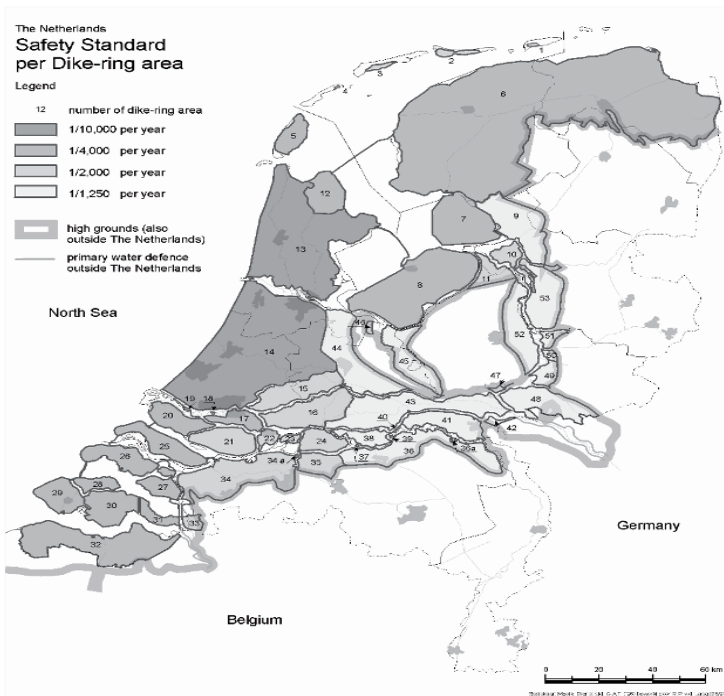 The Netherlands
Safety Standard
per Dike-ring area
Legend
12 number of dike-ring area
1/10,000 per year
1/4,000 per year
1/2,000 per year
1/1,250 per year
high grounds (also
outside The Netherlands)
primary water defence
outside The Netherlands
North Sea
Germany
Belgium
1
2
3
4
5
6
7
8
9
10
11
12
13
14
15
16
17
18
19
20
21
22
24
25
26
27
28
29
30
31
32
33
34
34 a
35
36
36a
37
38
39
40
41
42
43
44
45
46
47
48
49
50
51
52
53
0 20 40 60 km